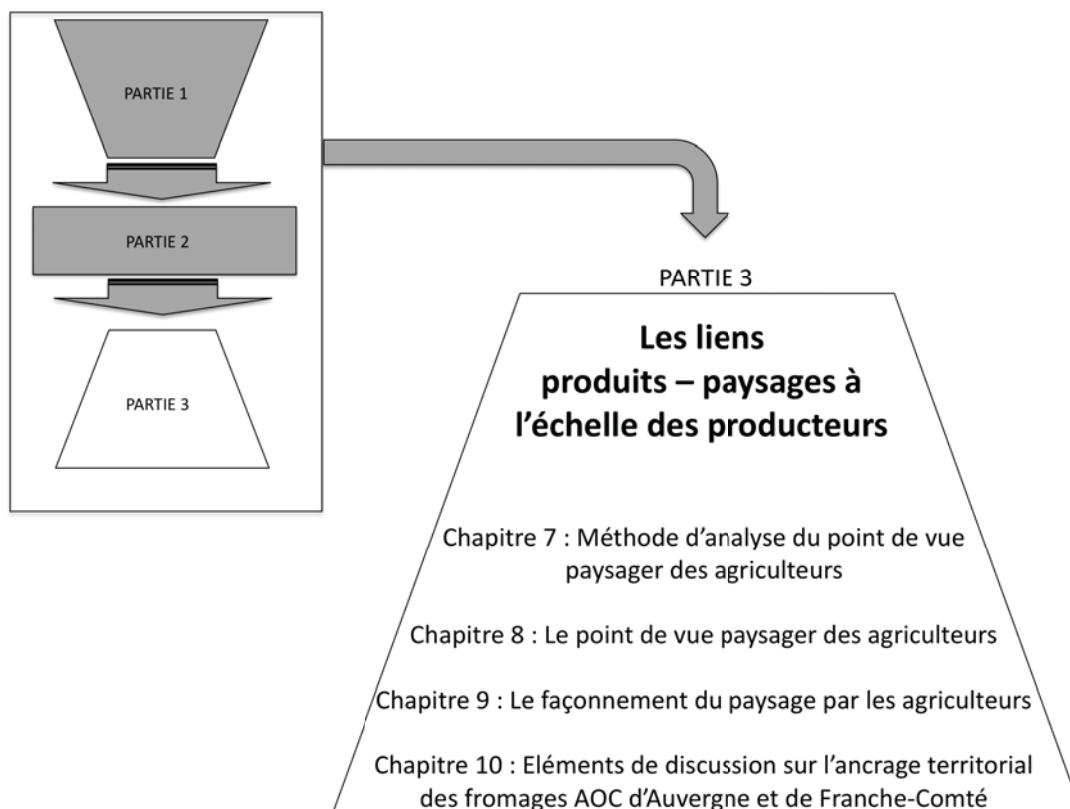 PARTIE 1
PARTIE 2
PARTIE 3
PARTIE 3
Les liens
produits – paysages à
l’échelle des producteurs
Chapitre 7 : Méthode d’analyse du point de vue
paysager des agriculteurs
Chapitre 8 : Le point de vue paysager des agriculteurs
Chapitre 9 : Le façonnement du paysage par les agriculteurs
Chapitre 10 : Eléments de discussion sur l’ancrage territorial
des fromages AOC d’Auvergne et de Franche-Comté